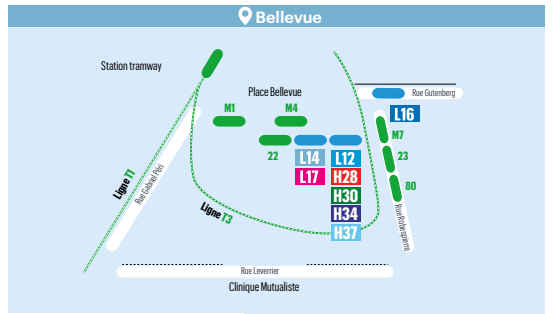 Bellevue
Station tramway
Place Bellevue
Rue Gutenberg
M1
M4
L16
M7
22
L14
L12
23
L17
H28
80
H30
H34
H37
Ligne T1
Rue Gabriel Péri
Ligne T3
Rue Robespierre
Rue Leverrier
Clinique Mutualiste